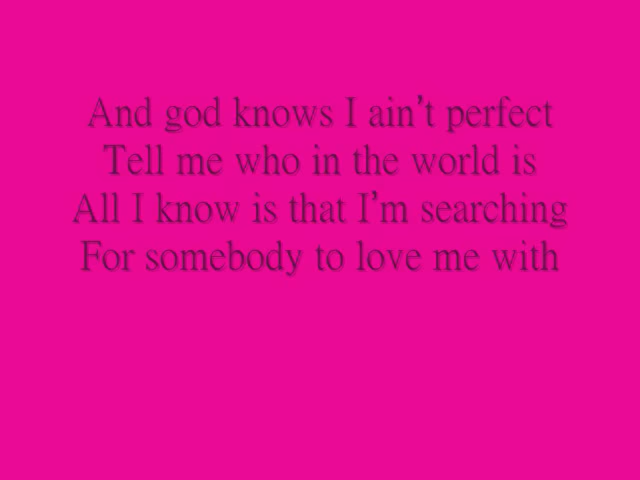 And god knows I ain’t perfect
Tell me who in the world is
All I know is that I’m searching
For somebody to love me with